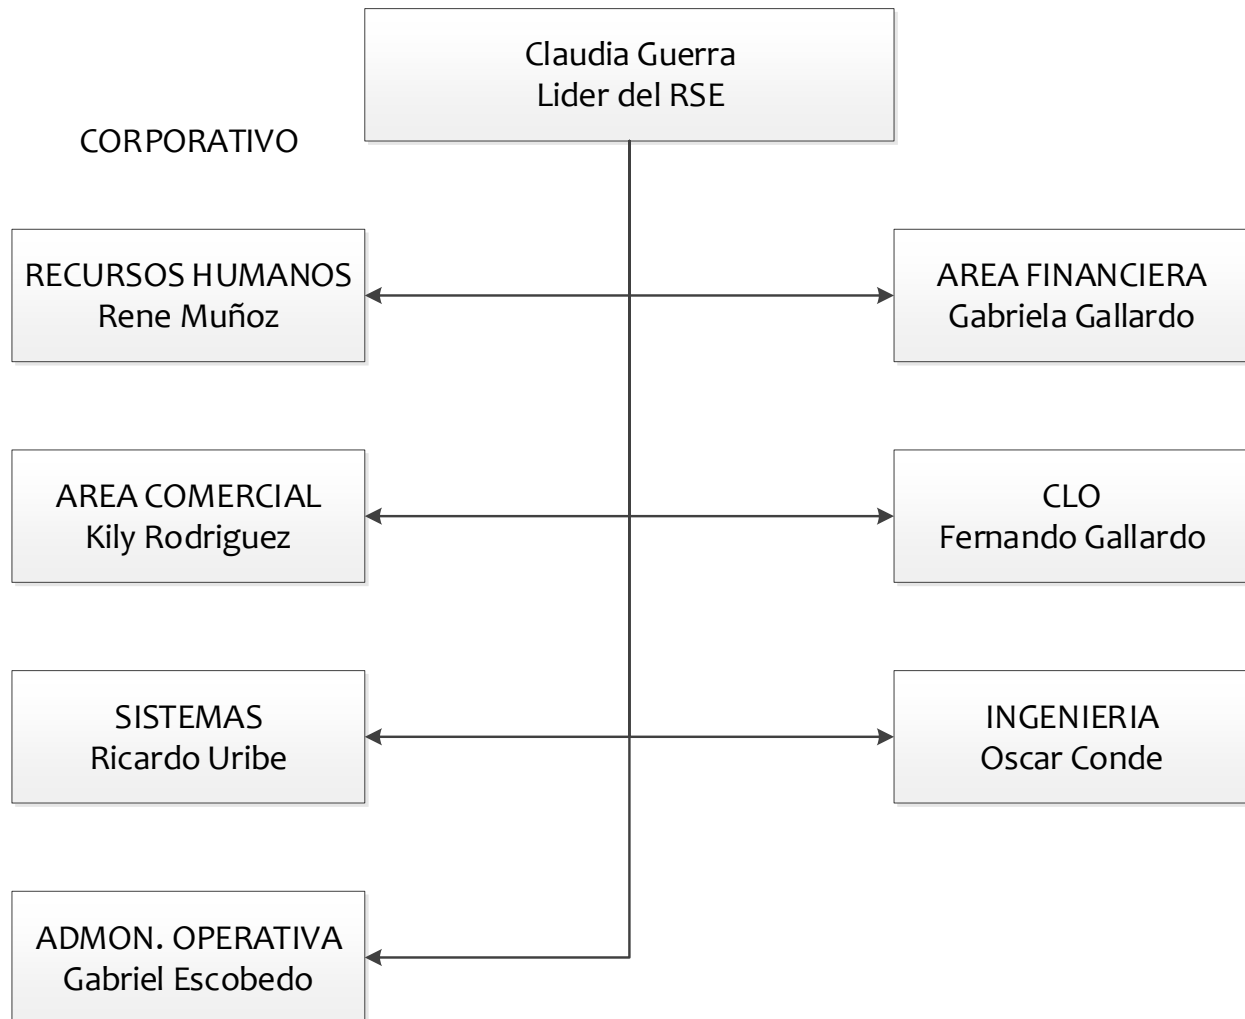 Claudia Guerra
Lider del RSE
CORPORATIVO
RECURSOS HUMANOS
Rene Muñoz
AREA FINANCIERA
Gabriela Gallardo
AREA COMERCIAL
Kily Rodriguez
CLO
Fernando Gallardo
SISTEMAS
Ricardo Uribe
INGENIERIA
Oscar Conde
ADMON. OPERATIVA
Gabriel Escobedo